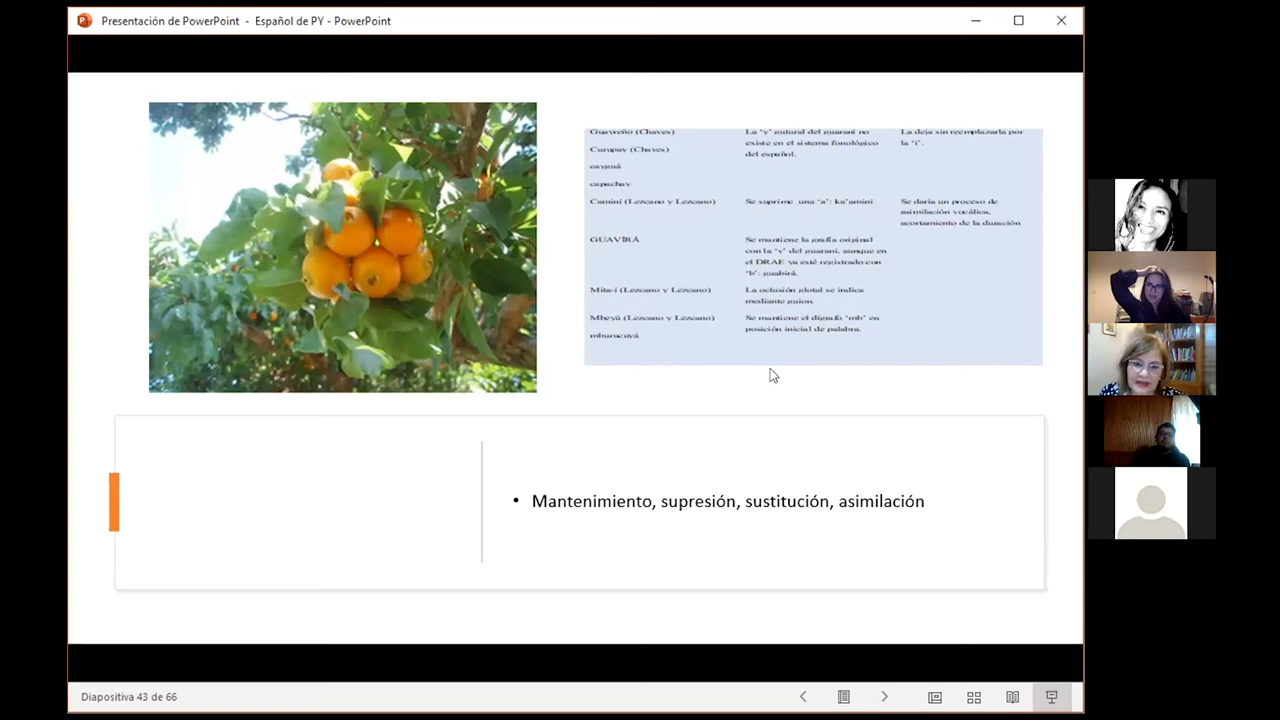 Presentación de PowerPoint - Español de PY - PowerPoint
Guayreño (Chaves)
Curupay (Chaves)
cayguá
capachay
La 'y' gutural del guaraní no
existe en el sistema fonológico
del español.
La deja sin reemplazarla por
la 'i'.
Caminí (Lezcano y Lezcano)
Se suprime una 'a': ka'amini
Se daría un proceso de
asimilación vocálica,
acortamiento de la duración
GUAVIRÁ
Se mantiene la grafía original
con la 'v' del guaraní, aunque en
el DRAE ya esté registrado con
'b': guabirá.
Mita-í (Lezcano y Lezcano)
La oclusión glotal se indica
mediante guion.
Mbeyú (Lezcano y Lezcano)
mburucuyá
Se mantiene el dígrafo 'mb' en
posición inicial de palabra.
• Mantenimiento, supresión, sustitución, asimilación
Diapositiva 43 de 66